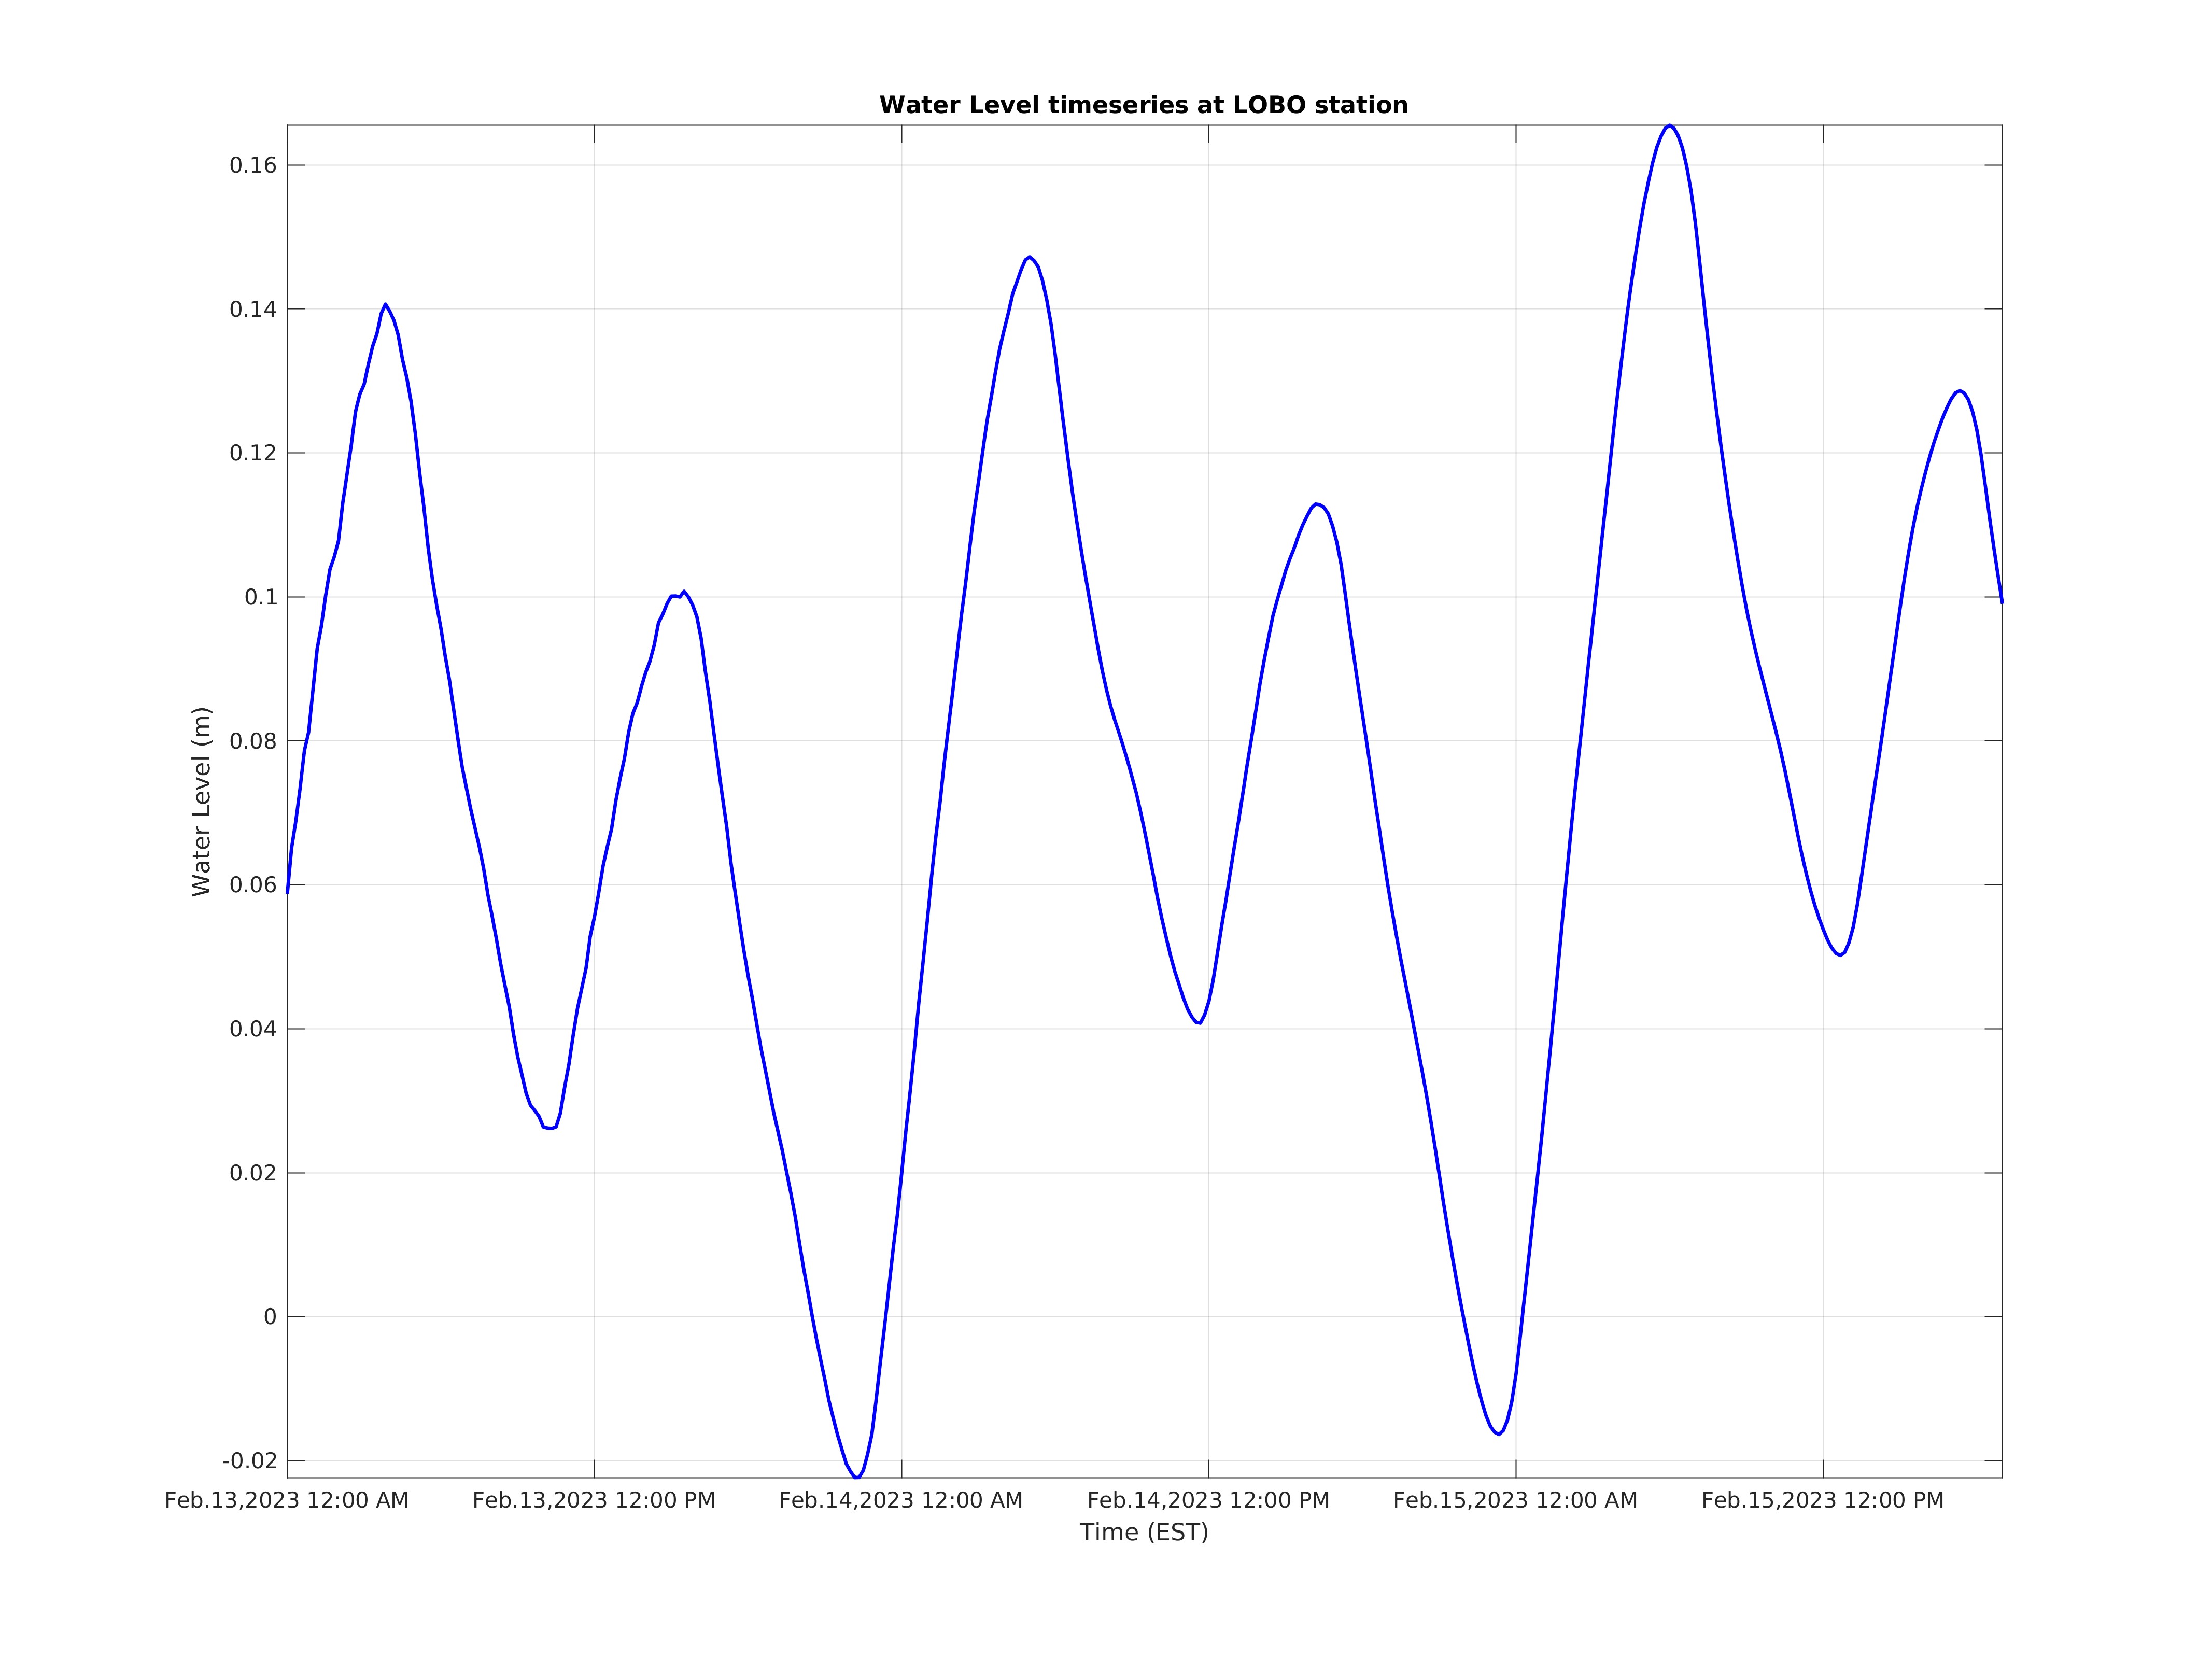 Water Level timeseries at LOBO station
0.16
0.14
0.12
0.1
0.08
0.06
0.04
0.02
0
-0.02
Water Level (m)
Feb.13,2023 12:00 AM Feb.13,2023 12:00 PM Feb.14,2023 12:00 AM Feb.14,2023 12:00 PM Feb.15,2023 12:00 AM Feb.15,2023 12:00 PM
Time (EST)